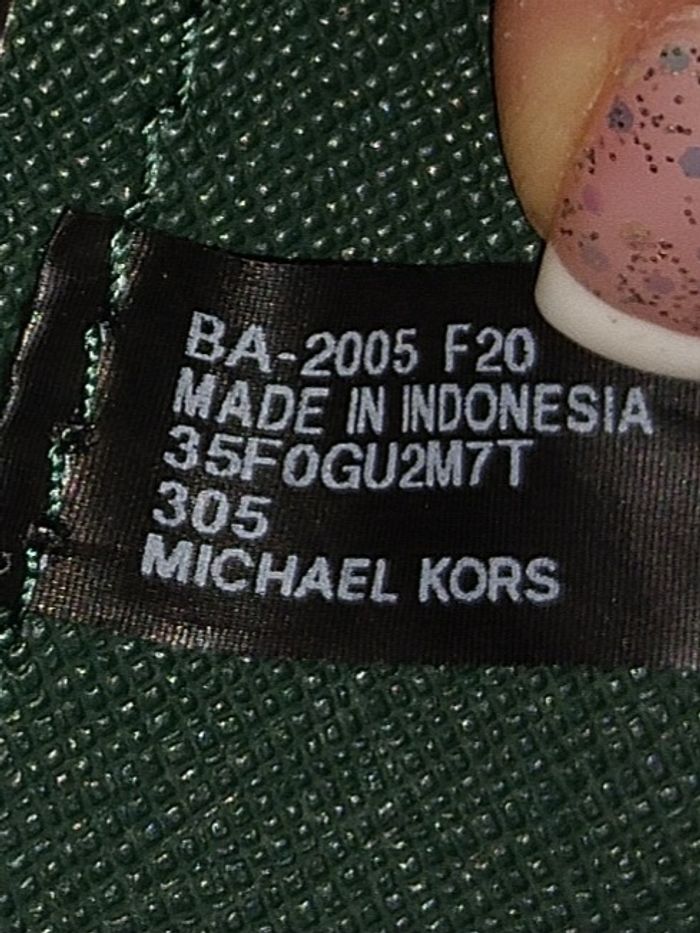 BA-2005 F20
MADE IN INDONESIA
35F0GU2M7T
305
MICHAEL KORS